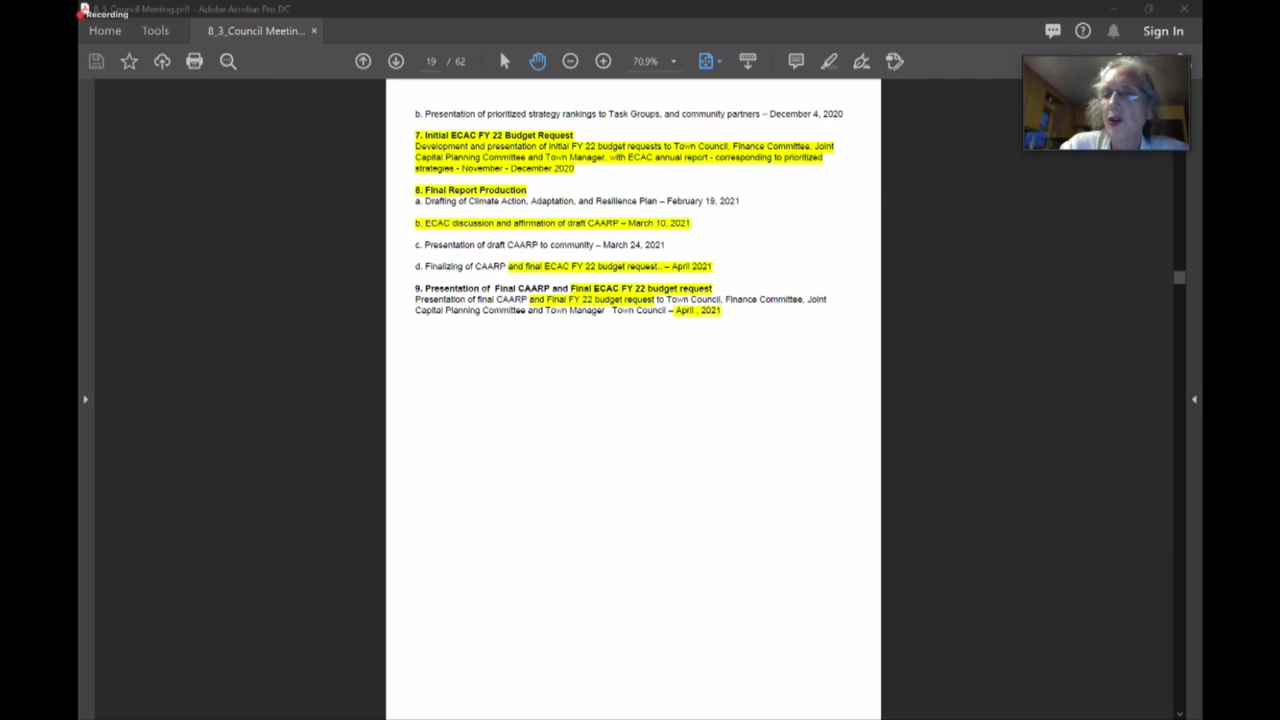 8_3_Council Meeting.pdf - Adobe Acrobat Pro DC
Recording
Home Tools 8_3_Council Meetin... × Sign In
19 / 62 70.9%
b. Presentation of prioritized strategy rankings to Task Groups, and community partners – December 4, 2020
7. Initial ECAC FY 22 Budget Request
Development and presentation of initial FY 22 budget requests to Town Council, Finance Committee, Joint
Capital Planning Committee and Town Manager, with ECAC annual report - corresponding to prioritized
strategies - November - December 2020
8. Final Report Production
a. Drafting of Climate Action, Adaptation, and Resilience Plan – February 19, 2021
b. ECAC discussion and affirmation of draft CAARP – March 10, 2021
c. Presentation of draft CAARP to community – March 24, 2021
d. Finalizing of CAARP and final ECAC FY 22 budget request.. – April 2021
9. Presentation of Final CAARP and Final ECAC FY 22 budget request
Presentation of final CAARP and Final FY 22 budget request to Town Council, Finance Committee, Joint
Capital Planning Committee and Town Manager Town Council – April , 2021